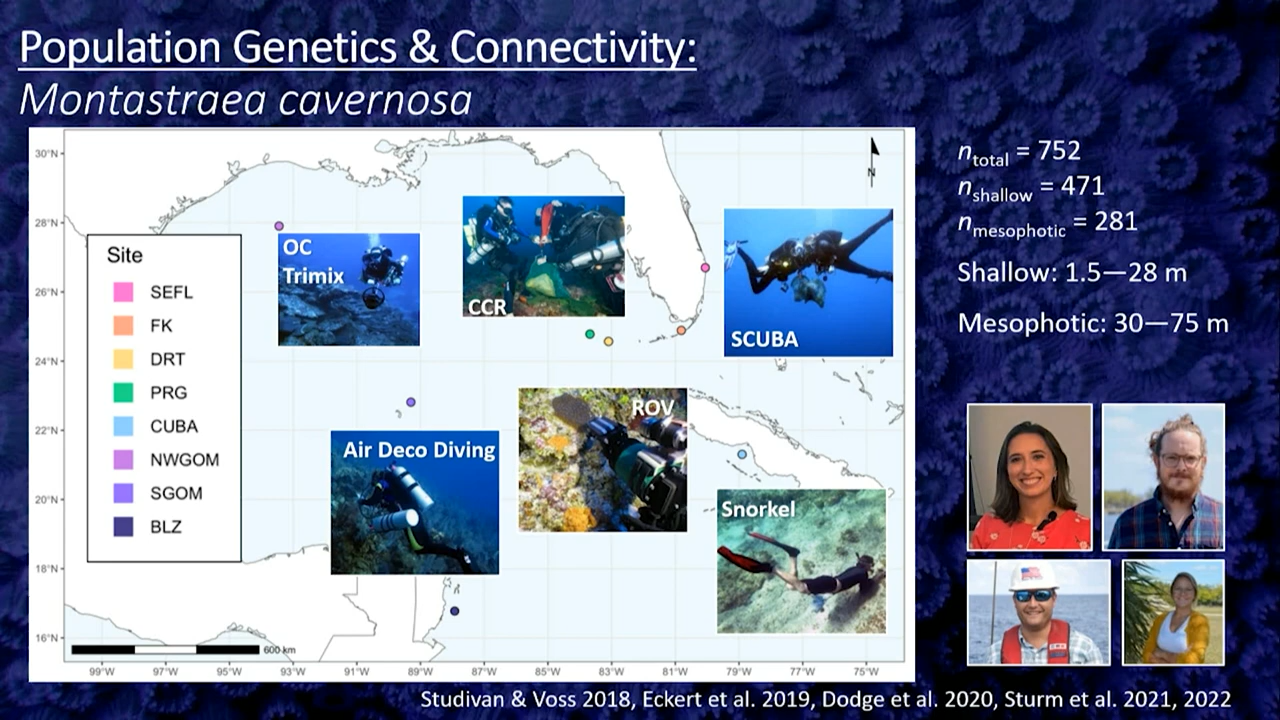 Population Genetics & Connectivity:
Montastraea cavernosa
30°N
28°N
26°N
24°N
22°N
20°N
18°N
16°N
99°W
97°W
95°W
93°W
91°W
89°W
87°W
85°W
83°W
81°W
79°W
77°W
75°W
N
600 km
Site
SEFL
FK
DRT
PRG
CUBA
NWGOM
SGOM
BLZ
OC
Trimix
CCR
SCUBA
Air Deco Diving
ROV
Snorkel
ntotal = 752
nshallow = 471
nmesophotic = 281
Shallow: 1.5—28 m
Mesophotic: 30—75 m
Studivan & Voss 2018, Eckert et al. 2019, Dodge et al. 2020, Sturm et al. 2021, 2022